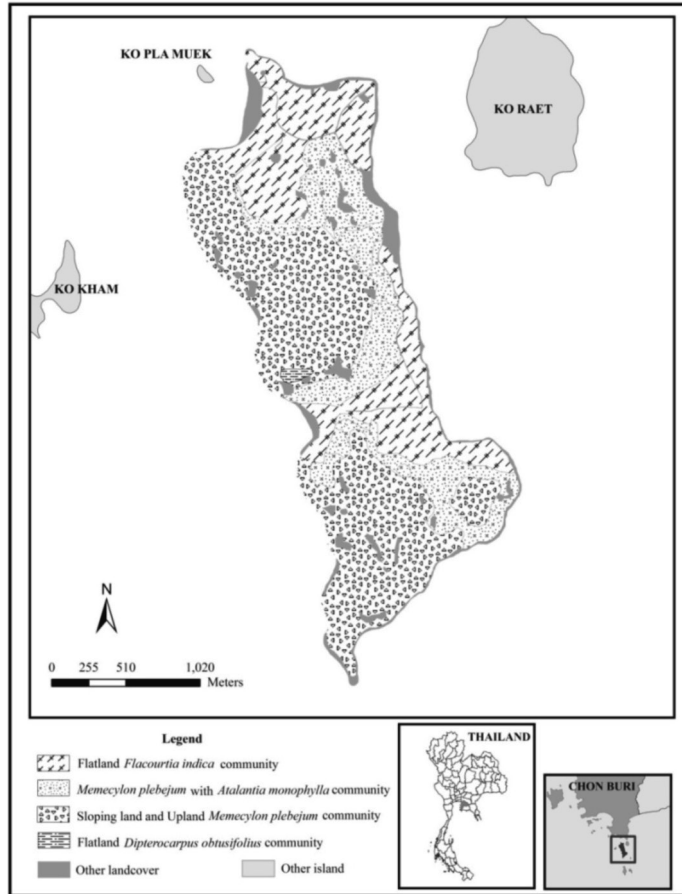 KO PLA MUEK
KO RAET
KO KHAM
N
0 255 510 1,020
Meters
Legend
Flatland Flacourtia indica community
Memecylon plebejum with Atalantia monophylla community
Sloping land and Upland Memecylon plebejum community
Flatland Dipterocarpus obtusifolius community
Other landcover Other island
THAILAND
CHON BURI